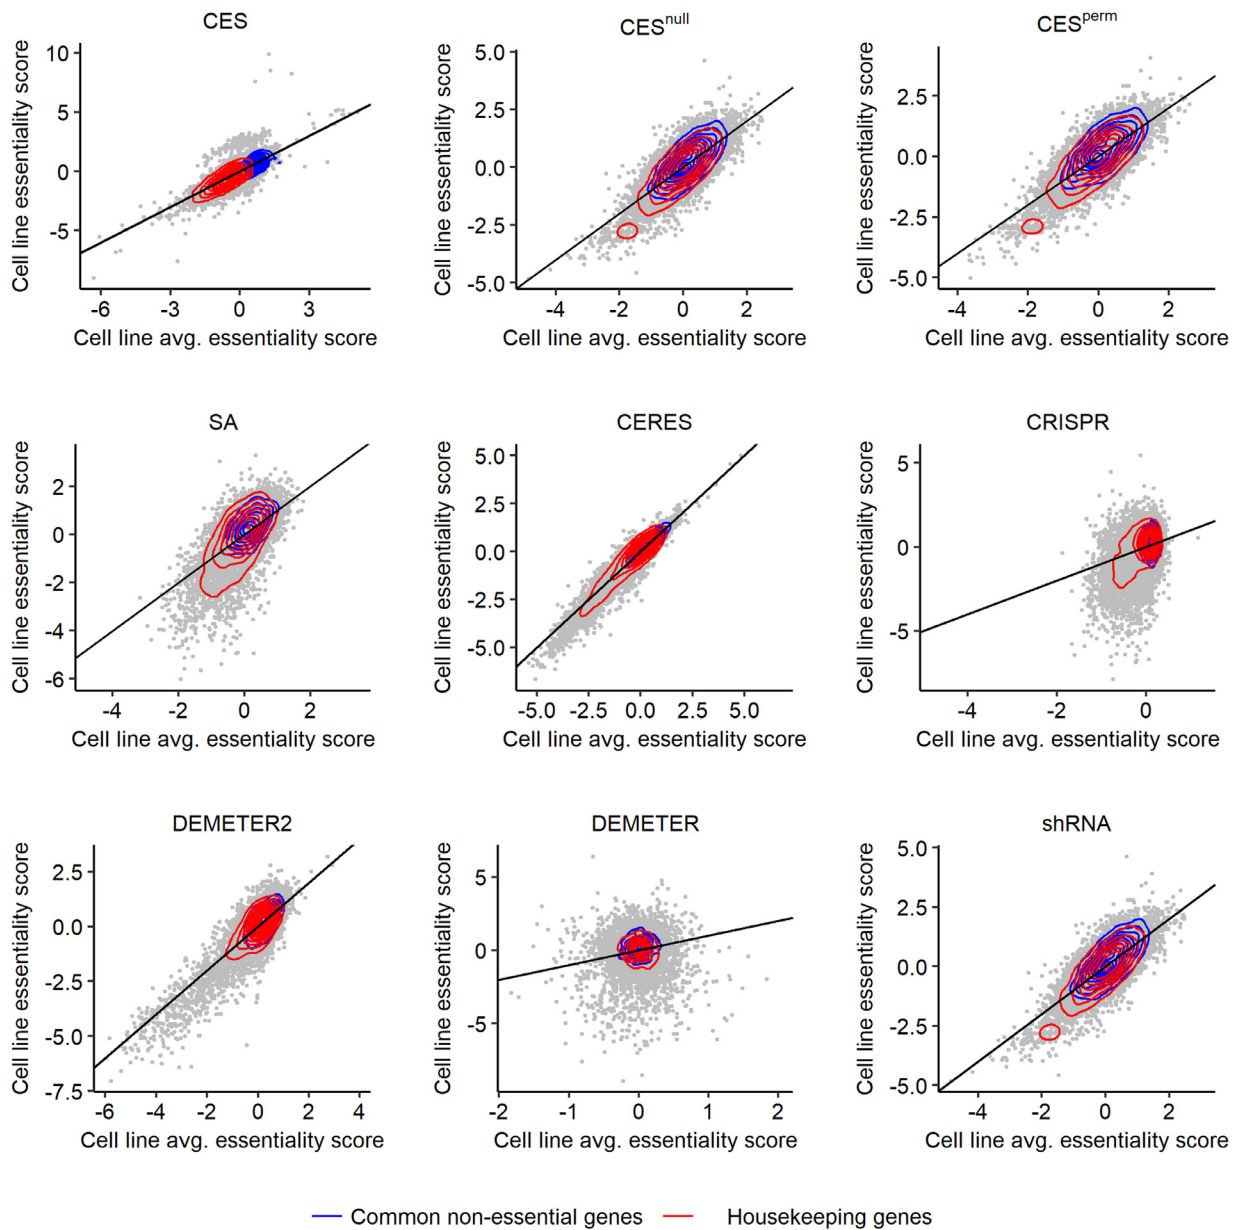 CES
CES^null
CES^perm
Cell line essentiality score
10
5
0
-5
-6
-3
0
3
Cell line avg. essentiality score
Cell line essentiality score
5.0
2.5
0.0
-2.5
-5.0
-4
-2
0
2
Cell line avg. essentiality score
Cell line essentiality score
2.5
0.0
-2.5
-5.0
-4
-2
0
2
Cell line avg. essentiality score
SA
CERES
CRISPR
Cell line essentiality score
2
0
-2
-4
-6
-4
-2
0
2
Cell line avg. essentiality score
Cell line essentiality score
5.0
2.5
0.0
-2.5
-5.0
-5.0
-2.5
0.0
2.5
5.0
Cell line avg. essentiality score
Cell line essentiality score
5
0
-5
-4
-2
0
Cell line avg. essentiality score
DEMETER2
DEMETER
shRNA
Cell line essentiality score
2.5
0.0
-2.5
-5.0
-7.5
-6
-4
-2
0
2
4
Cell line avg. essentiality score
Cell line essentiality score
5
0
-5
-2
-1
0
1
2
Cell line avg. essentiality score
Cell line essentiality score
5.0
2.5
0.0
-2.5
-5.0
-4
-2
0
2
Cell line avg. essentiality score
Common non-essential genes
Housekeeping genes